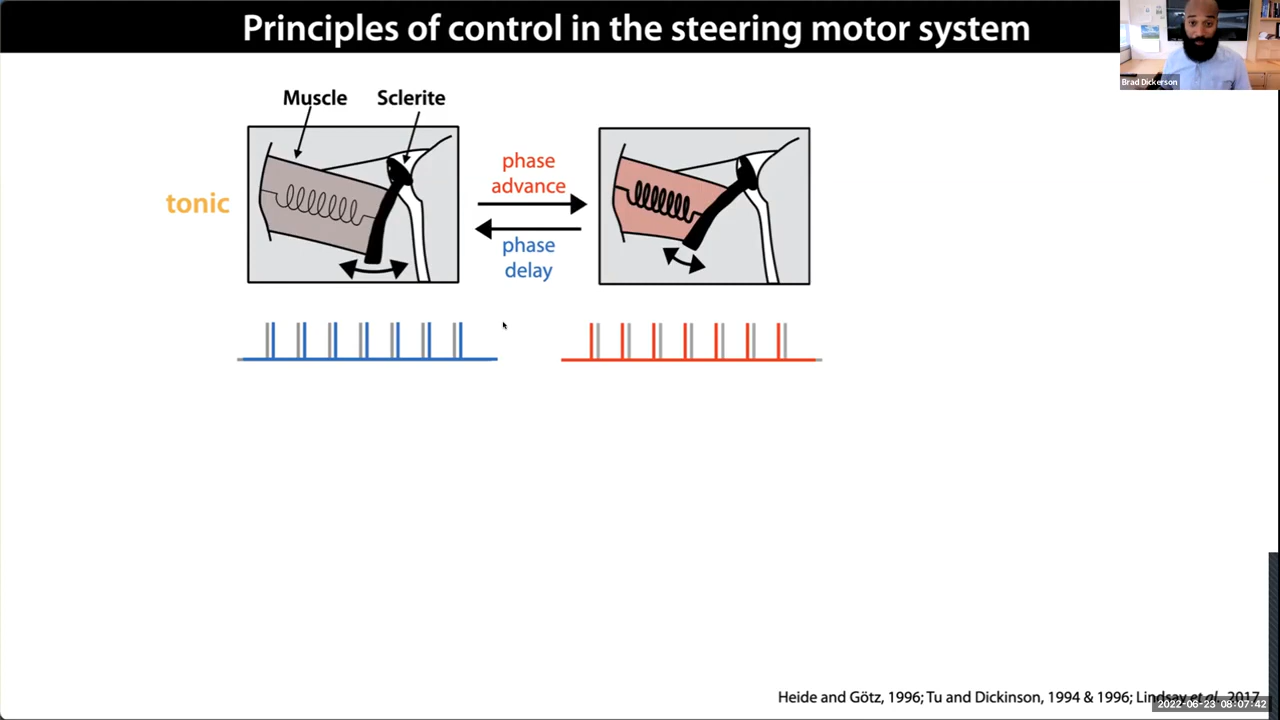 Principles of control in the steering motor system
Brad Dickerson
Muscle
Sclerite
tonic
phase
advance
phase
delay
Heide and Götz, 1996; Tu and Dickinson, 1994 & 1996; Lindsay et al., 2017
2022-06-23 08:07:42